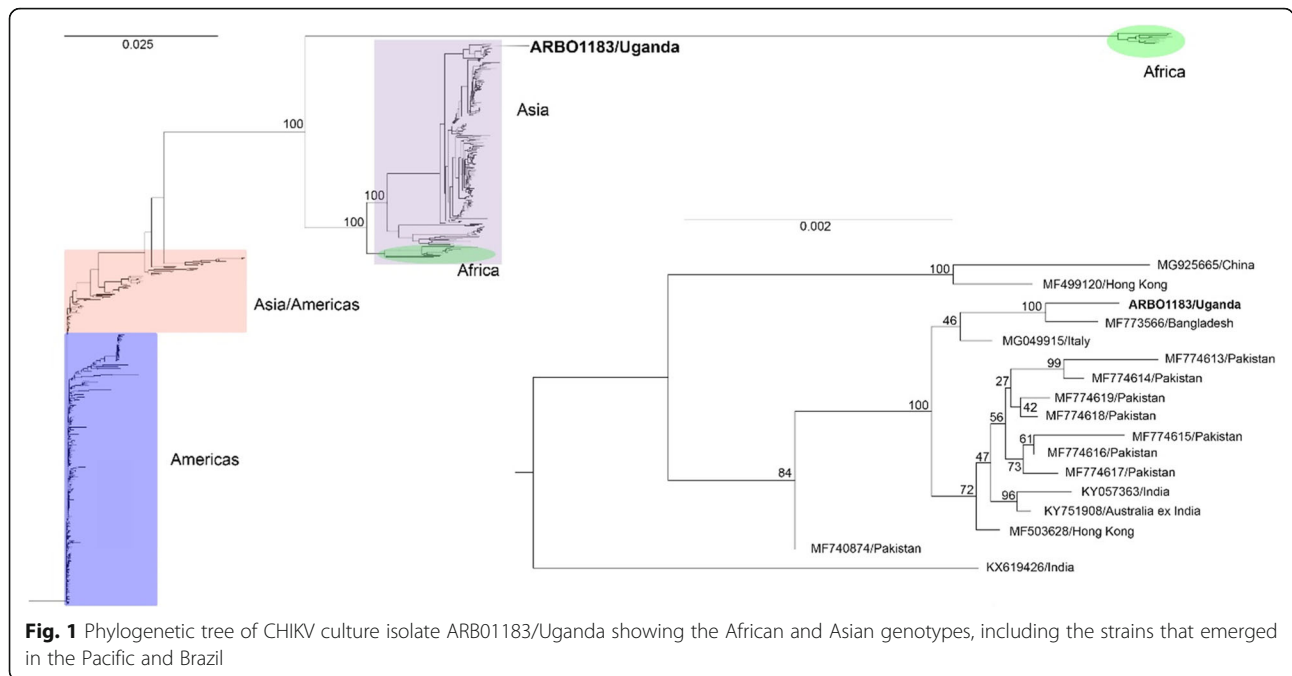 0.025
ARBO1183/Uganda
Africa
Asia
100
100
100
Africa
Asia/Americas
Americas
0.002
MG925665/China
100
MF499120/Hong Kong
ARBO1183/Uganda
100
MF773566/Bangladesh
46
MG049915/Italy
MF774613/Pakistan
99
MF774614/Pakistan
27
MF774619/Pakistan
42
MF774618/Pakistan
100
56
MF774615/Pakistan
61
MF774616/Pakistan
73
MF774617/Pakistan
47
84
72
KY057363/India
96
KY751908/Australia ex India
MF503628/Hong Kong
MF740874/Pakistan
KX619426/India
Fig. 1 Phylogenetic tree of CHIKV culture isolate ARB01183/Uganda showing the African and Asian genotypes, including the strains that emerged
in the Pacific and Brazil